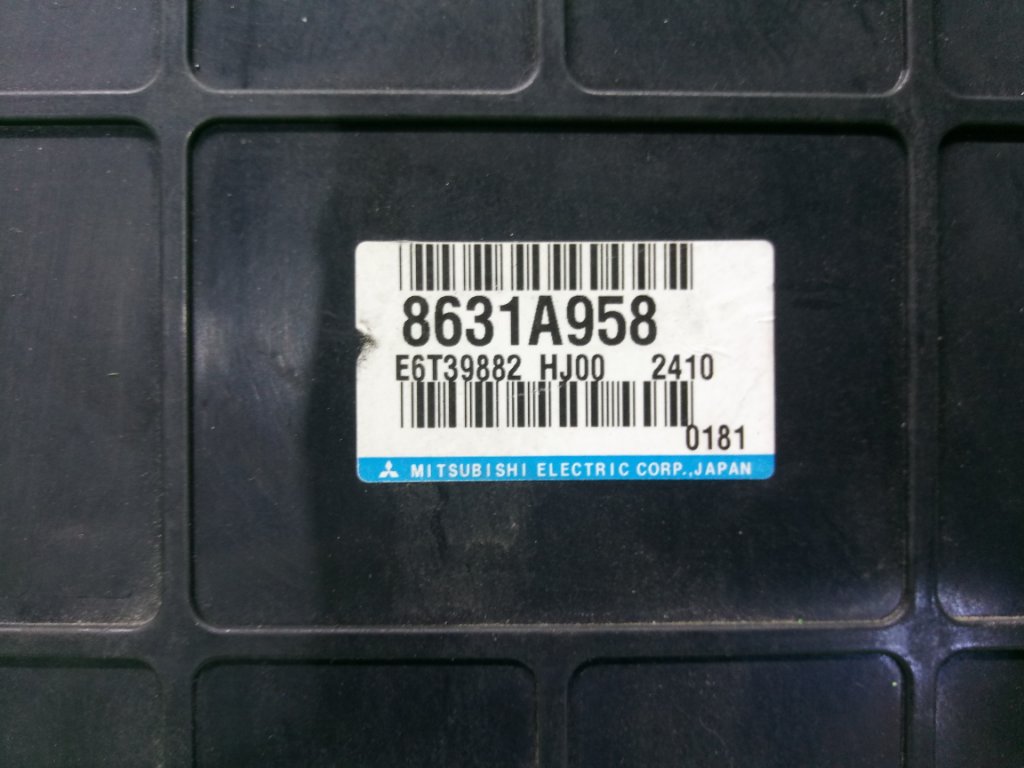 8631A958
E6T39882 HJ00 2410
0181
MITSUBISHI ELECTRIC CORP.,JAPAN